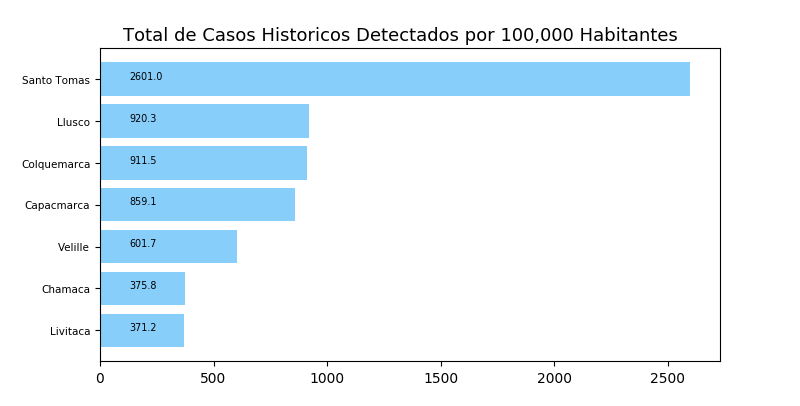 Total de Casos Historicos Detectados por 100,000 Habitantes
Santo Tomas 2601.0
Llusco 920.3
Colquemarca 911.5
Capacmarca 859.1
Velille 601.7
Chamaca 375.8
Livitaca 371.2
0 500 1000 1500 2000 2500